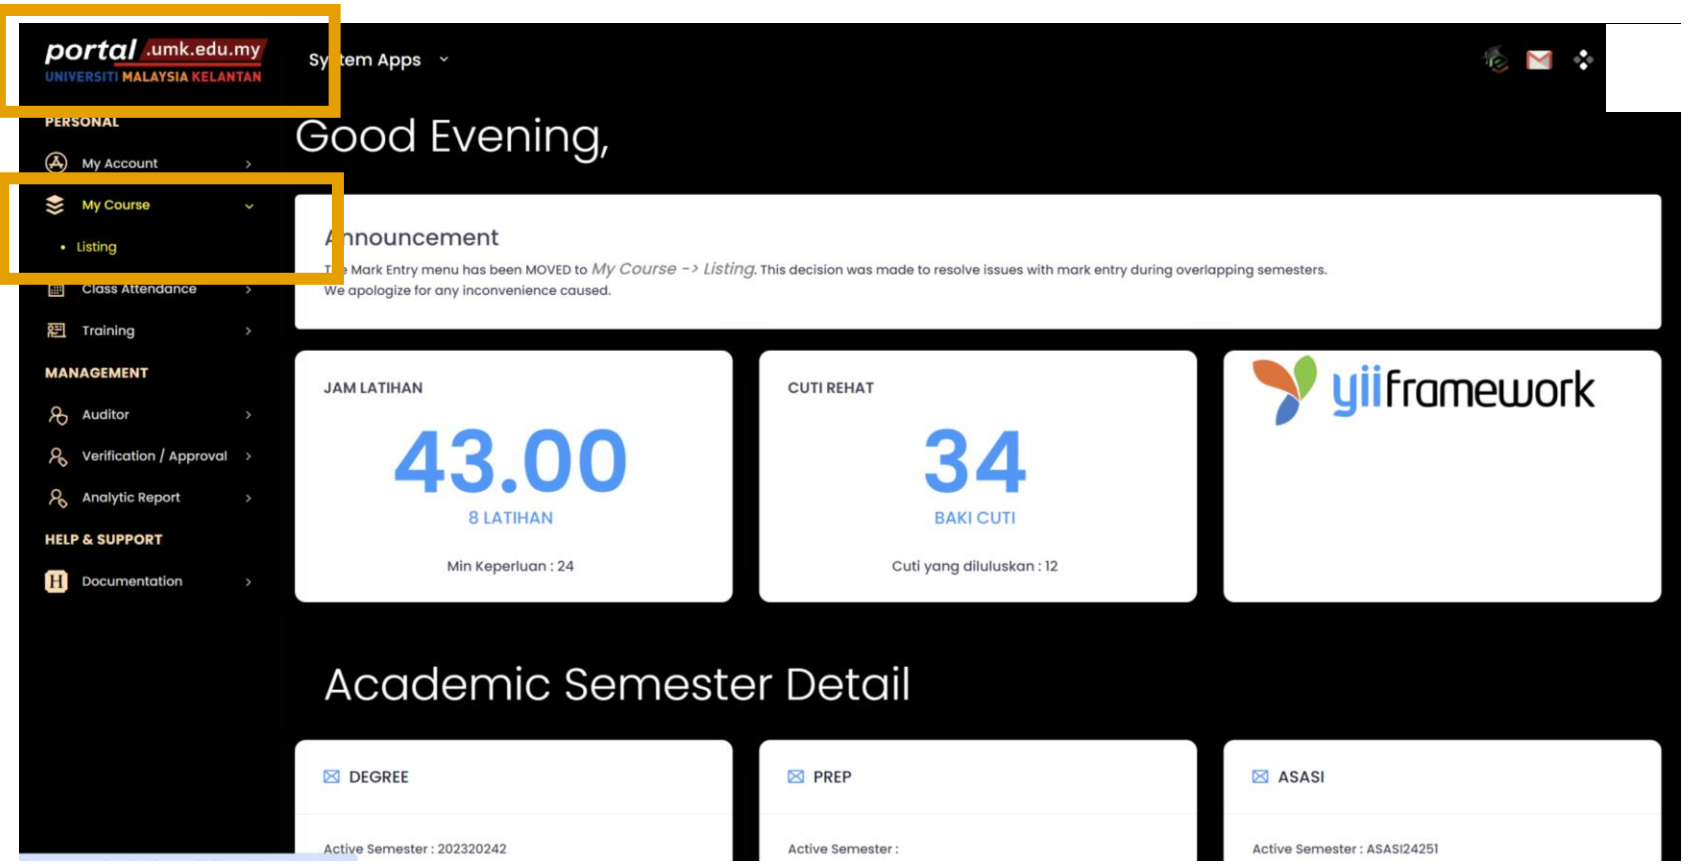 portal .umk.edu.my
UNIVERSITI MALAYSIA KELANTAN
System Apps
PERSONAL
My Account
My Course
Listing
Class Attendance
Training
MANAGEMENT
Auditor
Verification / Approval
Analytic Report
HELP & SUPPORT
H Documentation
Good Evening,
Announcement
The Mark Entry menu has been MOVED to My Course -> Listing. This decision was made to resolve issues with mark entry during overlapping semesters.
We apologize for any inconvenience caused.
JAM LATIHAN
43.00
8 LATIHAN
Min Keperluan : 24
CUTI REHAT
34
BAKI CUTI
Cuti yang diluluskan : 12
yiiframework
Academic Semester Detail
DEGREE
Active Semester : 202320242
PREP
Active Semester :
ASASI
Active Semester : ASASI24251